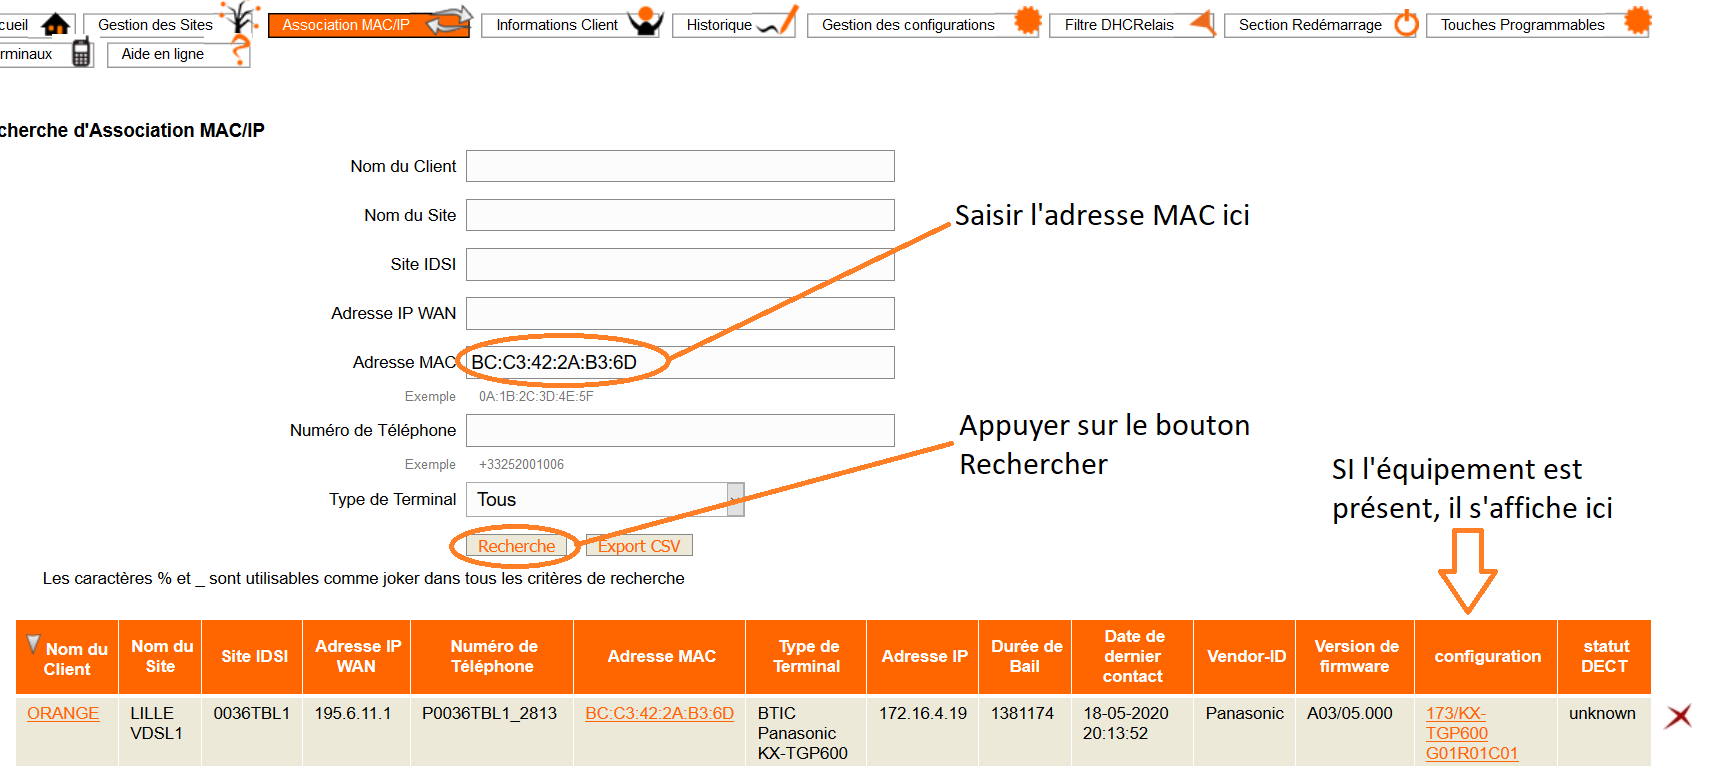 cueil
Gestion des Sites
Association MAC/IP
Informations Client
Historique
Gestion des configurations
Filtre DHCRelais
Section Redémarrage
Touches Programmables
rminaux
Aide en ligne
cherche d'Association MAC/IP
Nom du Client
Nom du Site
Saisir l'adresse MAC ici
Site IDSI
Adresse IP WAN
Adresse MAC BC:C3:42:2A:B3:6D
Exemple 0A:1B:2C:3D:4E:5F
Numéro de Téléphone
Appuyer sur le bouton
Rechercher
Exemple +33252001006
SI l'équipement est
présent, il s'affiche ici
Type de Terminal Tous
Recherche Export CSV
Les caractères % et _ sont utilisables comme joker dans tous les critères de recherche
Nom du
Client
Nom du
Site
Site IDSI
Adresse IP
WAN
Numéro de
Téléphone
Adresse MAC
Type de
Terminal
Adresse IP
Durée de
Bail
Date de
dernier
contact
Vendor-ID
Version de
firmware
configuration
statut
DECT
ORANGE
LILLE
VDSL1
0036TBL1
195.6.11.1
P0036TBL1_2813
BC:C3:42:2A:B3:6D
BTIC
Panasonic
KX-TGP600
172.16.4.19
1381174
18-05-2020
20:13:52
Panasonic
A03/05.000
173/KX-
TGP600
G01R01C01
unknown